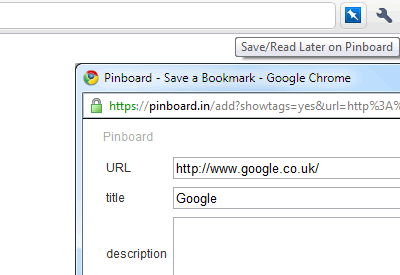 Save/Read Later on Pinboard
Pinboard - Save a Bookmark - Google Chrome
https://pinboard.in/add?showtags=yes&url=http%3A%
Pinboard
URL http://www.google.co.uk/
title Google
description